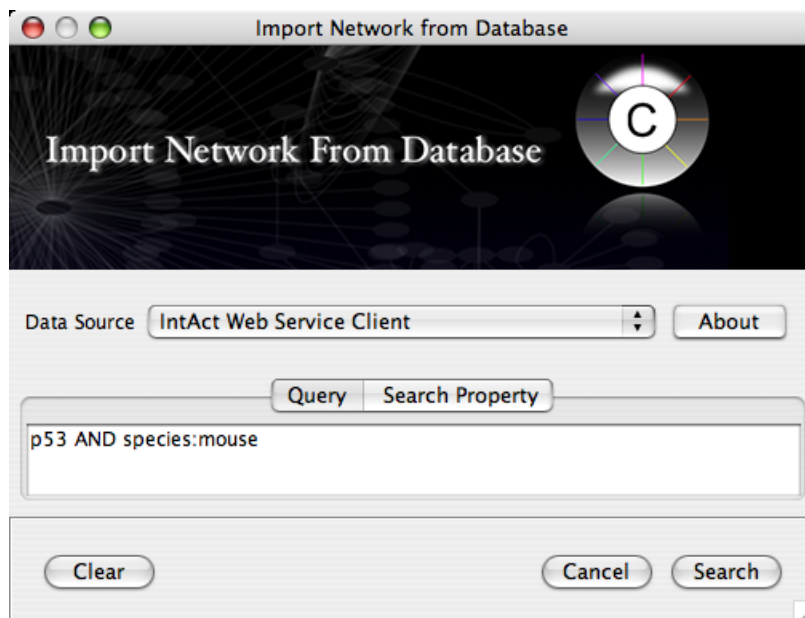 Import Network from Database
Import Network From Database
C
Data Source IntAct Web Service Client About
Query Search Property
p53 AND species:mouse
Clear Cancel Search